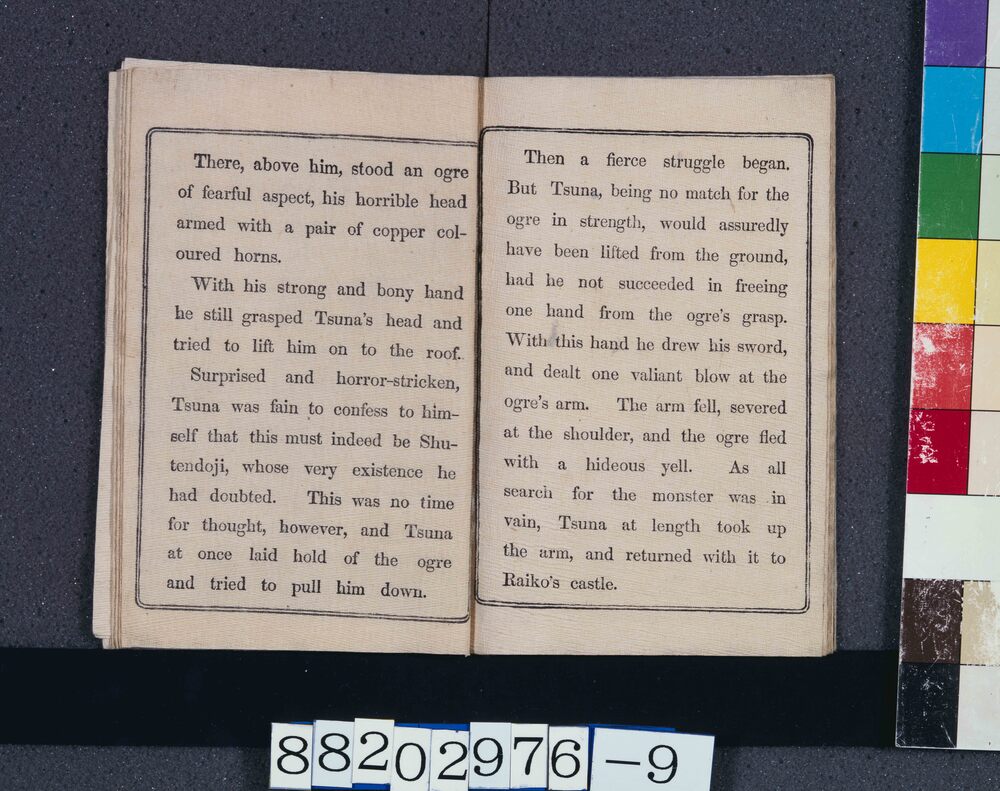 There, above him, stood an ogre
of fearful aspect, his horrible head
armed with a pair of copper col-
oured horns.
With his strong and bony hand
he still grasped Tsuna's head and
tried to lift him on to the roof.
Surprised and horror-stricken,
Tsuna was fain to confess to him-
self that this must indeed be Shu-
tendoji, whose very existence he
had doubted. This was no time
for thought, however, and Tsuna
at once laid hold of the ogre
and tried to pull him down.
Then a fierce struggle began.
But Tsuna, being no match for the
ogre in strength, would assuredly
have been lifted from the ground,
had he not succeeded in freeing
one hand from the ogre's grasp.
With this hand he drew his sword,
and dealt one valiant blow at the
ogre's arm. The arm fell, severed
at the shoulder, and the ogre fled
with a hideous yell. As all
search for the monster was in
vain, Tsuna at length took up
the arm, and returned with it to
Raiko's castle.
88202976-9